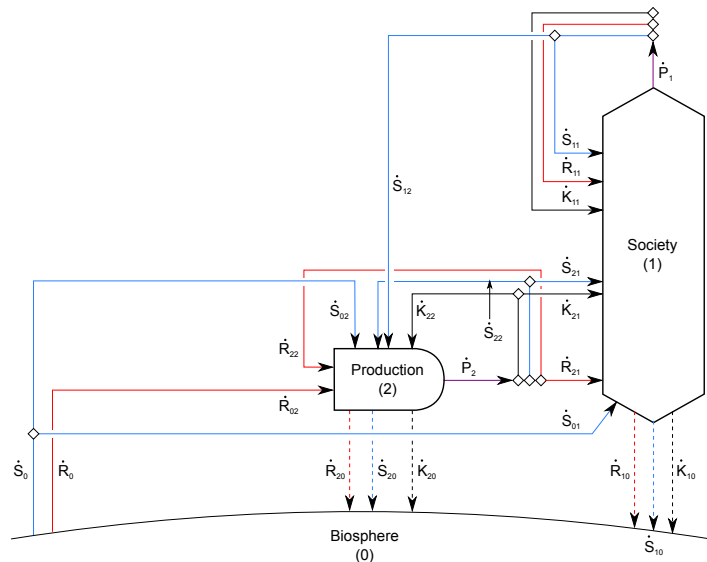 Ṗ₁
Ṡ₁₁
Ṙ₁₁
Ṡ₁₂
K̇₁₁
Society
(1)
Ṡ₂₁
Ṡ₀₂
K̇₂₂
K̇₂₁
Ṡ₂₂
Ṙ₂₂
Production
(2)
Ṗ₂
Ṙ₂₁
Ṙ₀₂
Ṡ₀₁
Ṡ₀
Ṙ₀
Ṙ₂₀
Ṡ₂₀
K̇₂₀
Ṙ₁₀
K̇₁₀
Biosphere
(0)
Ṡ₁₀